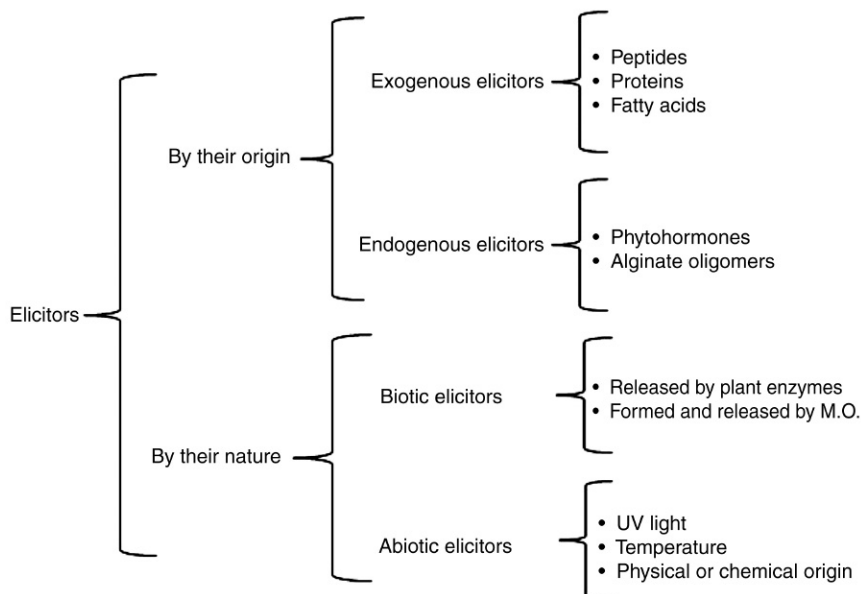 Elicitors
By their origin
Exogenous elicitors
• Peptides
• Proteins
• Fatty acids
Endogenous elicitors
• Phytohormones
• Alginate oligomers
By their nature
Biotic elicitors
• Released by plant enzymes
• Formed and released by M.O.
Abiotic elicitors
• UV light
• Temperature
• Physical or chemical origin